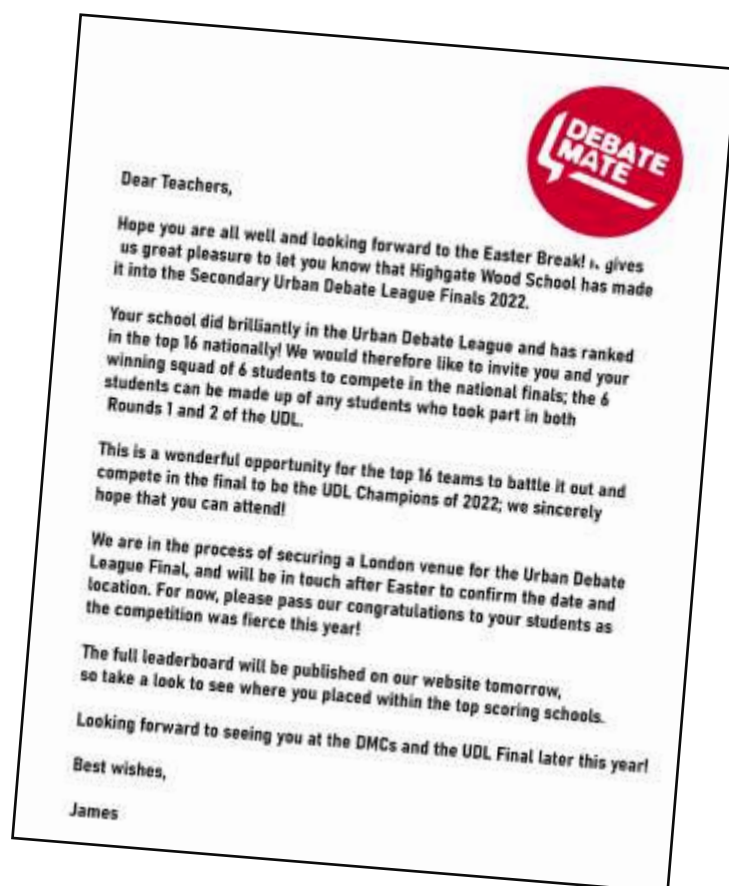 DEBATE
MATE
Dear Teachers,
Hope you are all well and looking forward to the Easter Break! gives
us great pleasure to let you know that Highgate Wood School has made
it into the Secondary Urban Debate League Finals 2022.
Your school did brilliantly in the Urban Debate League and has ranked
in the top 16 nationally! We would therefore like to invite you and your
winning squad of 6 students to compete in the national finals; the 6
students can be made up of any students who took part in both
Rounds 1 and 2 of the UDL.
This is a wonderful opportunity for the top 16 teams to battle it out and
compete in the final to be the UDL Champions of 2022; we sincerely
hope that you can attend!
We are in the process of securing a London venue for the Urban Debate
League Final, and will be in touch after Easter to confirm the date and
location. For now, please pass our congratulations to your students as
the competition was fierce this year!
The full leaderboard will be published on our website tomorrow,
so take a look to see where you placed within the top scoring schools.
Looking forward to seeing you at the DMCs and the UDL Final later this year!
Best wishes,
James